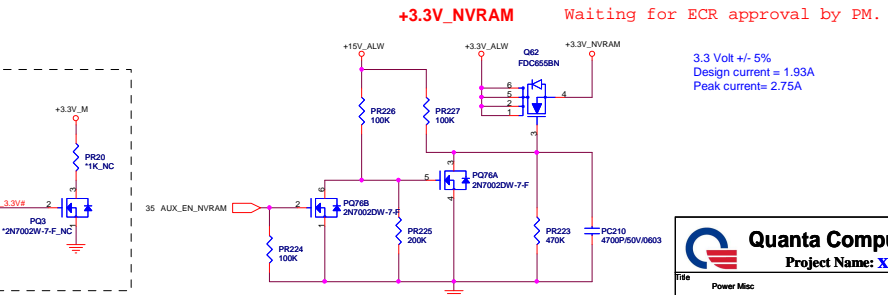 +3.3V_NVRAM
Waiting for ECR approval by PM.
+15V_ALW
+3.3V_ALW
Q62
FDC655BN
+3.3V_NVRAM
3.3 Volt +/- 5%
Design current = 1.93A
Peak current= 2.75A
6
5
2
1
4
3
+3.3V_M
PR226
100K
PR227
100K
PR20
*1K_NC
3
3.3V#
2
1
PQ3
*2N7002W-7-F_NC
35 AUX_EN_NVRAM
2
6
1
PQ76B
2N7002DW-7-F
5
3
4
PQ76A
2N7002DW-7-F
PR224
100K
PR225
200K
PR223
470K
PC210
4700P/50V/0603
Quanta Compu
Project Name: X
Title
Power Misc